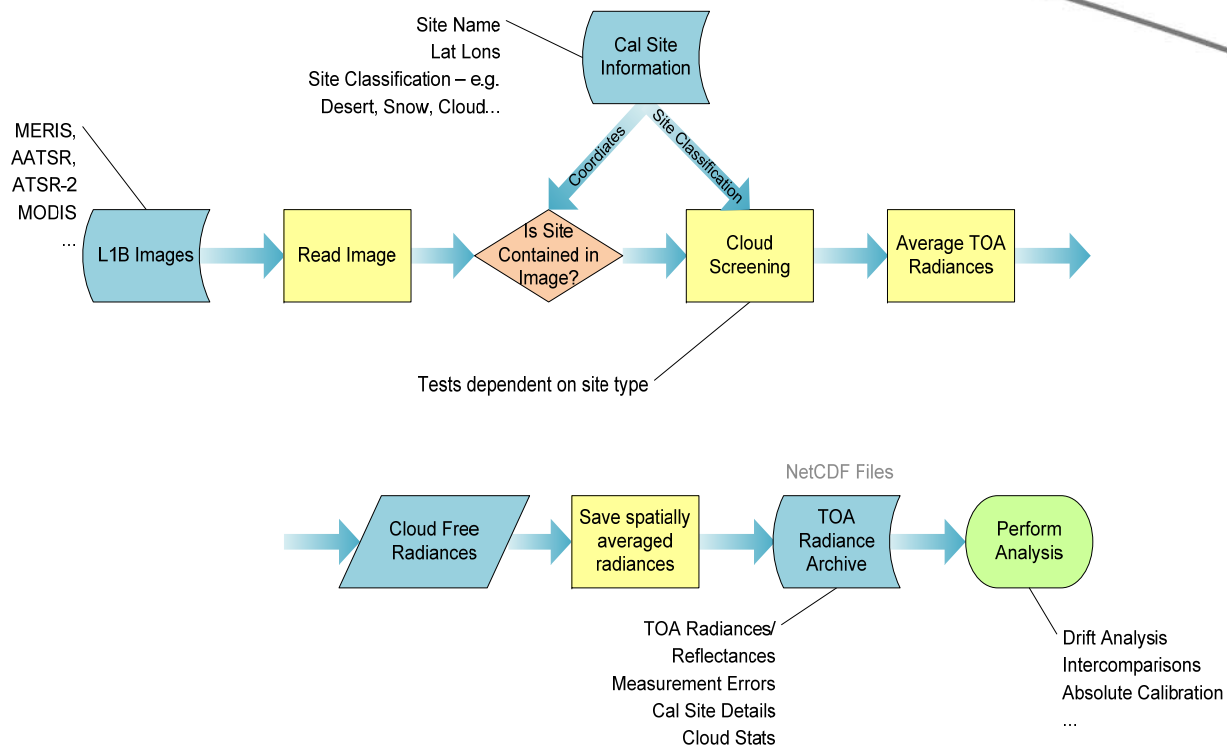 Site Name
Lat Lons
Site Classification – e.g.
Desert, Snow, Cloud...
Cal Site
Information
MERIS,
AATSR,
ATSR-2
MODIS
...
Coordiates
Site Classification
L1B Images
Read Image
Is Site
Contained in
Image?
Cloud
Screening
Average TOA
Radiances
Tests dependent on site type
NetCDF Files
Cloud Free
Radiances
Save spatially
averaged
radiances
TOA
Radiance
Archive
Perform
Analysis
TOA Radiances/
Reflectances
Measurement Errors
Cal Site Details
Cloud Stats
Drift Analysis
Intercomparisons
Absolute Calibration
...